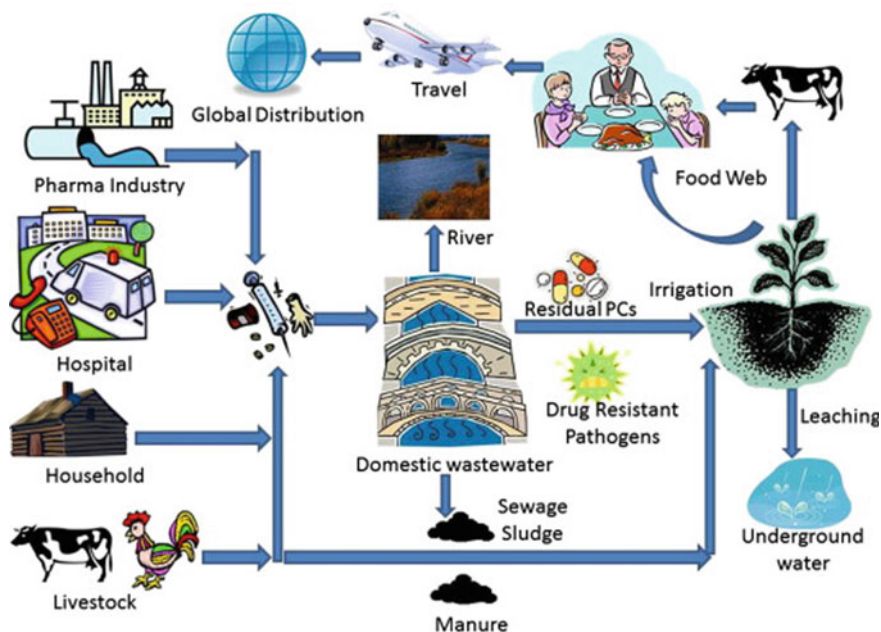 Global Distribution
Travel
Pharma Industry
Food Web
River
Residual PCs
Irrigation
Hospital
Drug Resistant
Pathogens
Leaching
Household
Domestic wastewater
Sewage
Sludge
Underground
water
Livestock
Manure